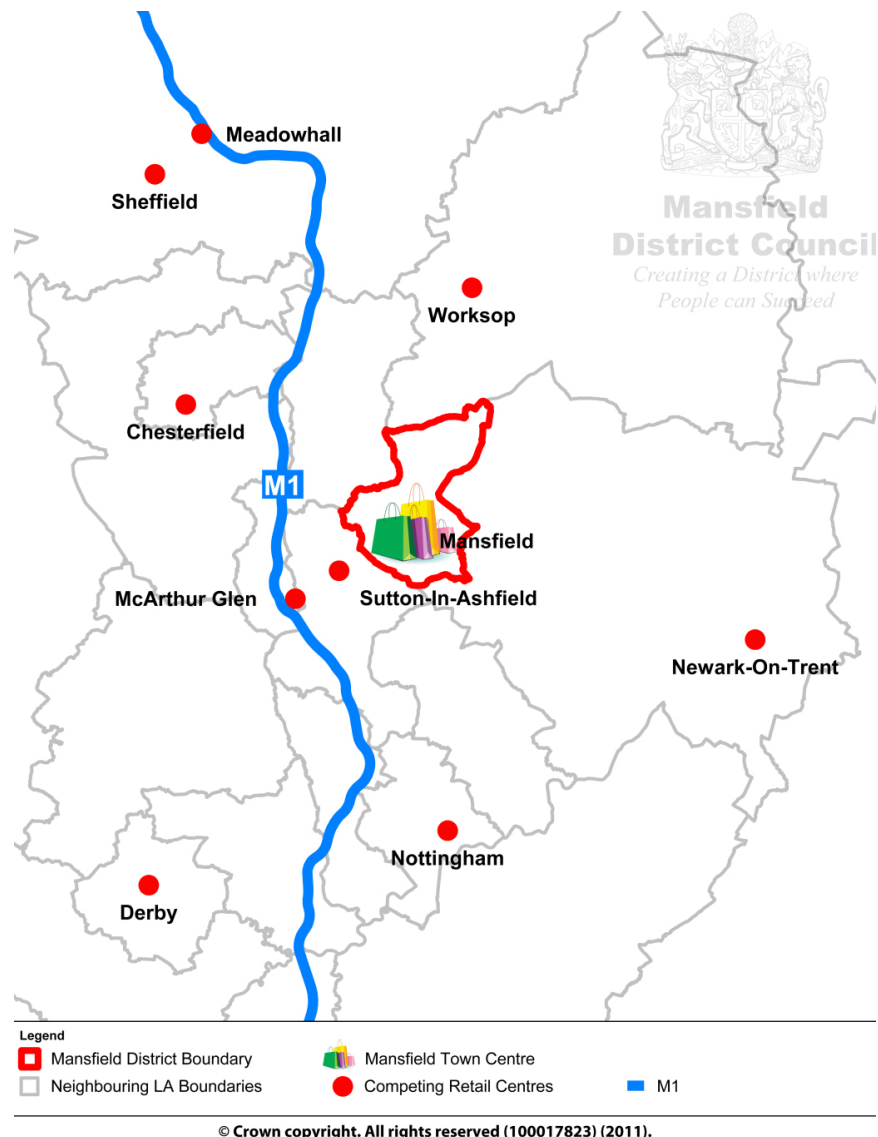 Meadowhall
Sheffield
Mansfield
District Council
Creating a District where
People can Succeed
Worksop
Chesterfield
M1
Mansfield
McArthur Glen
Sutton-In-Ashfield
Newark-On-Trent
Nottingham
Derby
Legend
Mansfield District Boundary
Mansfield Town Centre
Neighbouring LA Boundaries
Competing Retail Centres
M1
© Crown copyright. All rights reserved (100017823) (2011).